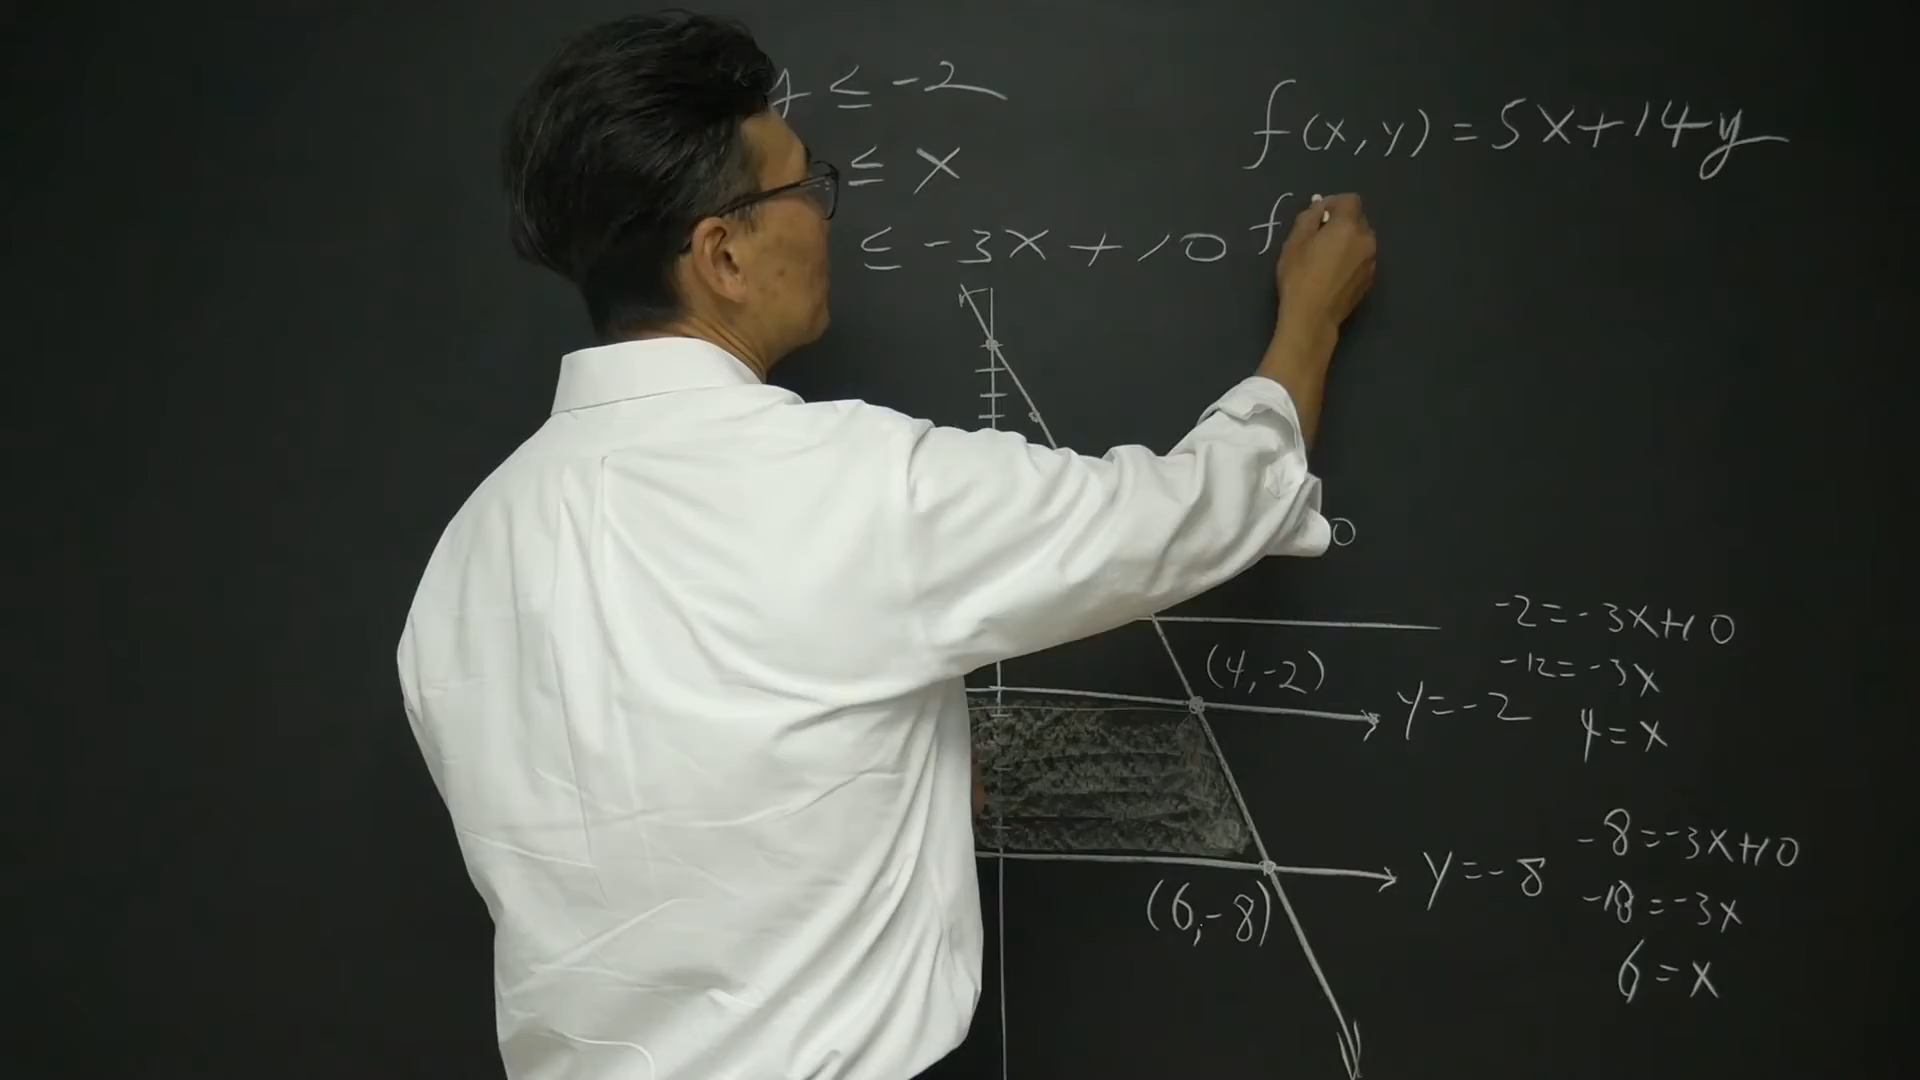 y ≤ -2
≤ x
≤ -3x + 10
f(x,y) = 5x+14y
f
0
(4,-2)
y=-2
-2=-3x+10
-12=-3x
4=x
(6,-8)
y=-8
-8=-3x+10
-18=-3x
6=x